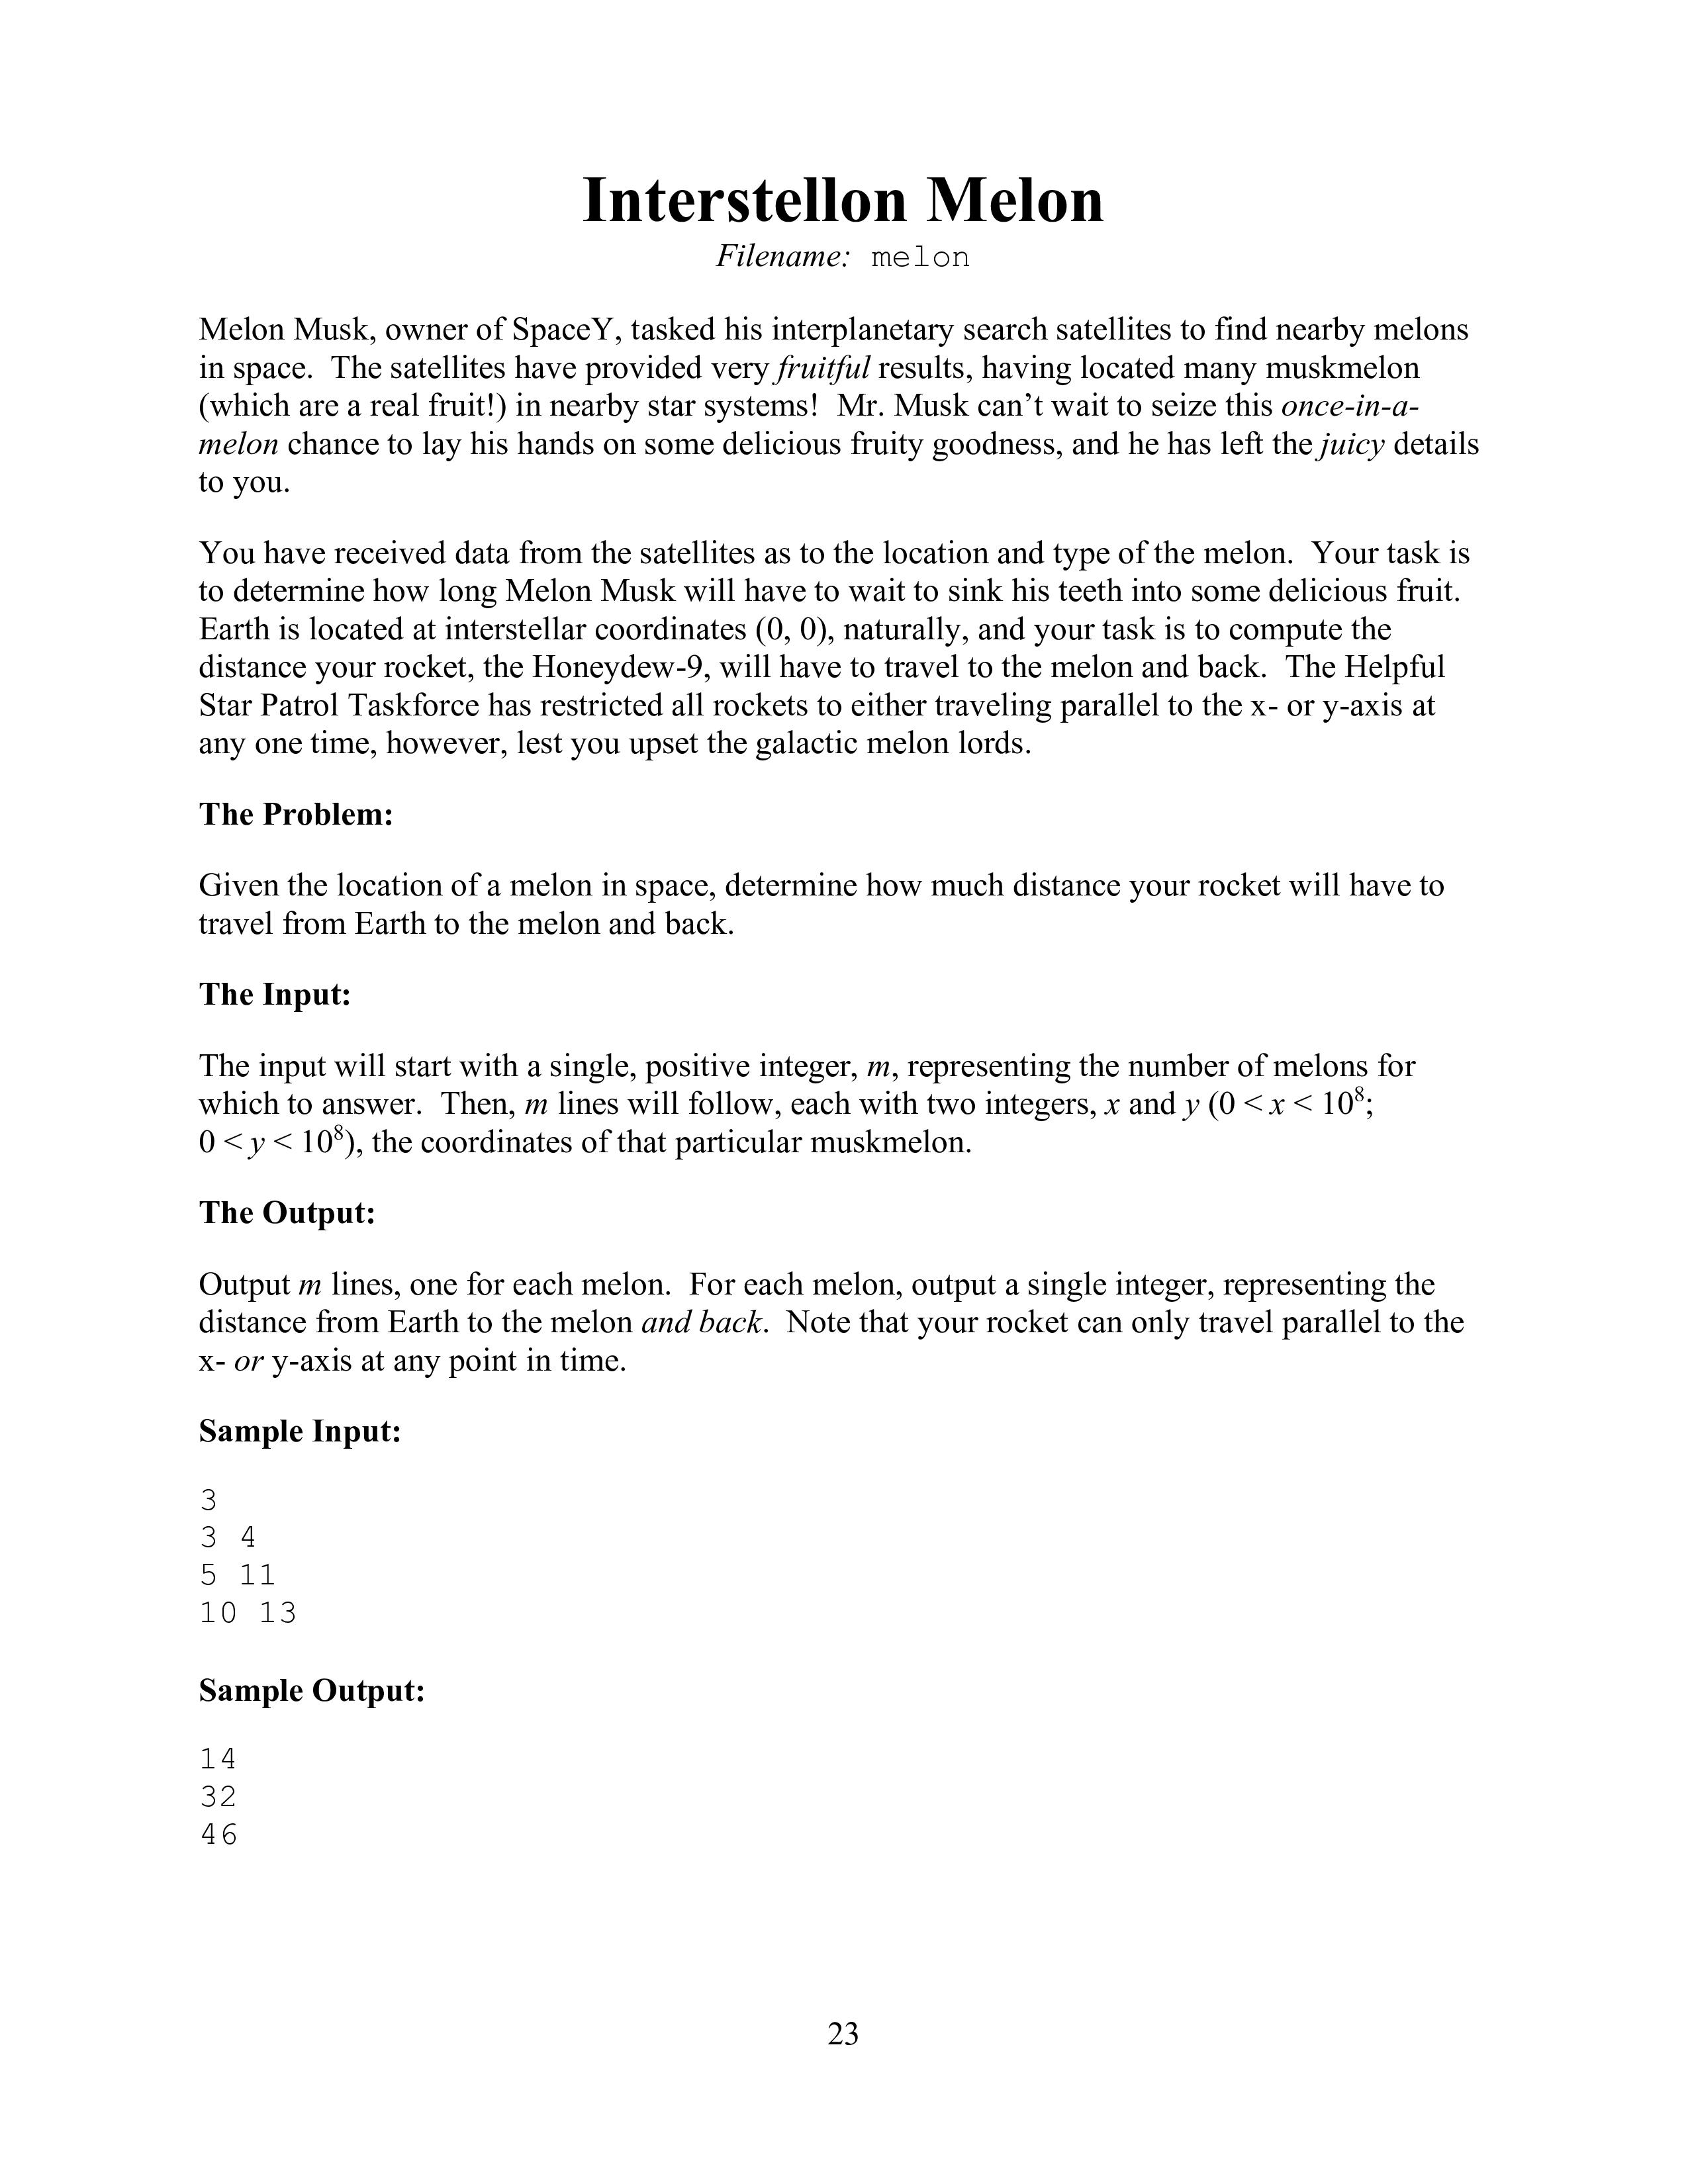 Interstellon Melon
Filename: melon
Melon Musk, owner of SpaceY, tasked his interplanetary search satellites to find nearby melons
in space. The satellites have provided very fruitful results, having located many muskmelon
(which are a real fruit!) in nearby star systems! Mr. Musk can’t wait to seize this once-in-a-
melon chance to lay his hands on some delicious fruity goodness, and he has left the juicy details
to you.
You have received data from the satellites as to the location and type of the melon. Your task is
to determine how long Melon Musk will have to wait to sink his teeth into some delicious fruit.
Earth is located at interstellar coordinates (0, 0), naturally, and your task is to compute the
distance your rocket, the Honeydew-9, will have to travel to the melon and back. The Helpful
Star Patrol Taskforce has restricted all rockets to either traveling parallel to the x- or y-axis at
any one time, however, lest you upset the galactic melon lords.
The Problem:
Given the location of a melon in space, determine how much distance your rocket will have to
travel from Earth to the melon and back.
The Input:
The input will start with a single, positive integer, m, representing the number of melons for
which to answer. Then, m lines will follow, each with two integers, x and y (0 < x < 10⁸;
0 < y < 10⁸), the coordinates of that particular muskmelon.
The Output:
Output m lines, one for each melon. For each melon, output a single integer, representing the
distance from Earth to the melon and back. Note that your rocket can only travel parallel to the
x- or y-axis at any point in time.
Sample Input:
3
3 4
5 11
10 13
Sample Output:
14
32
46
23